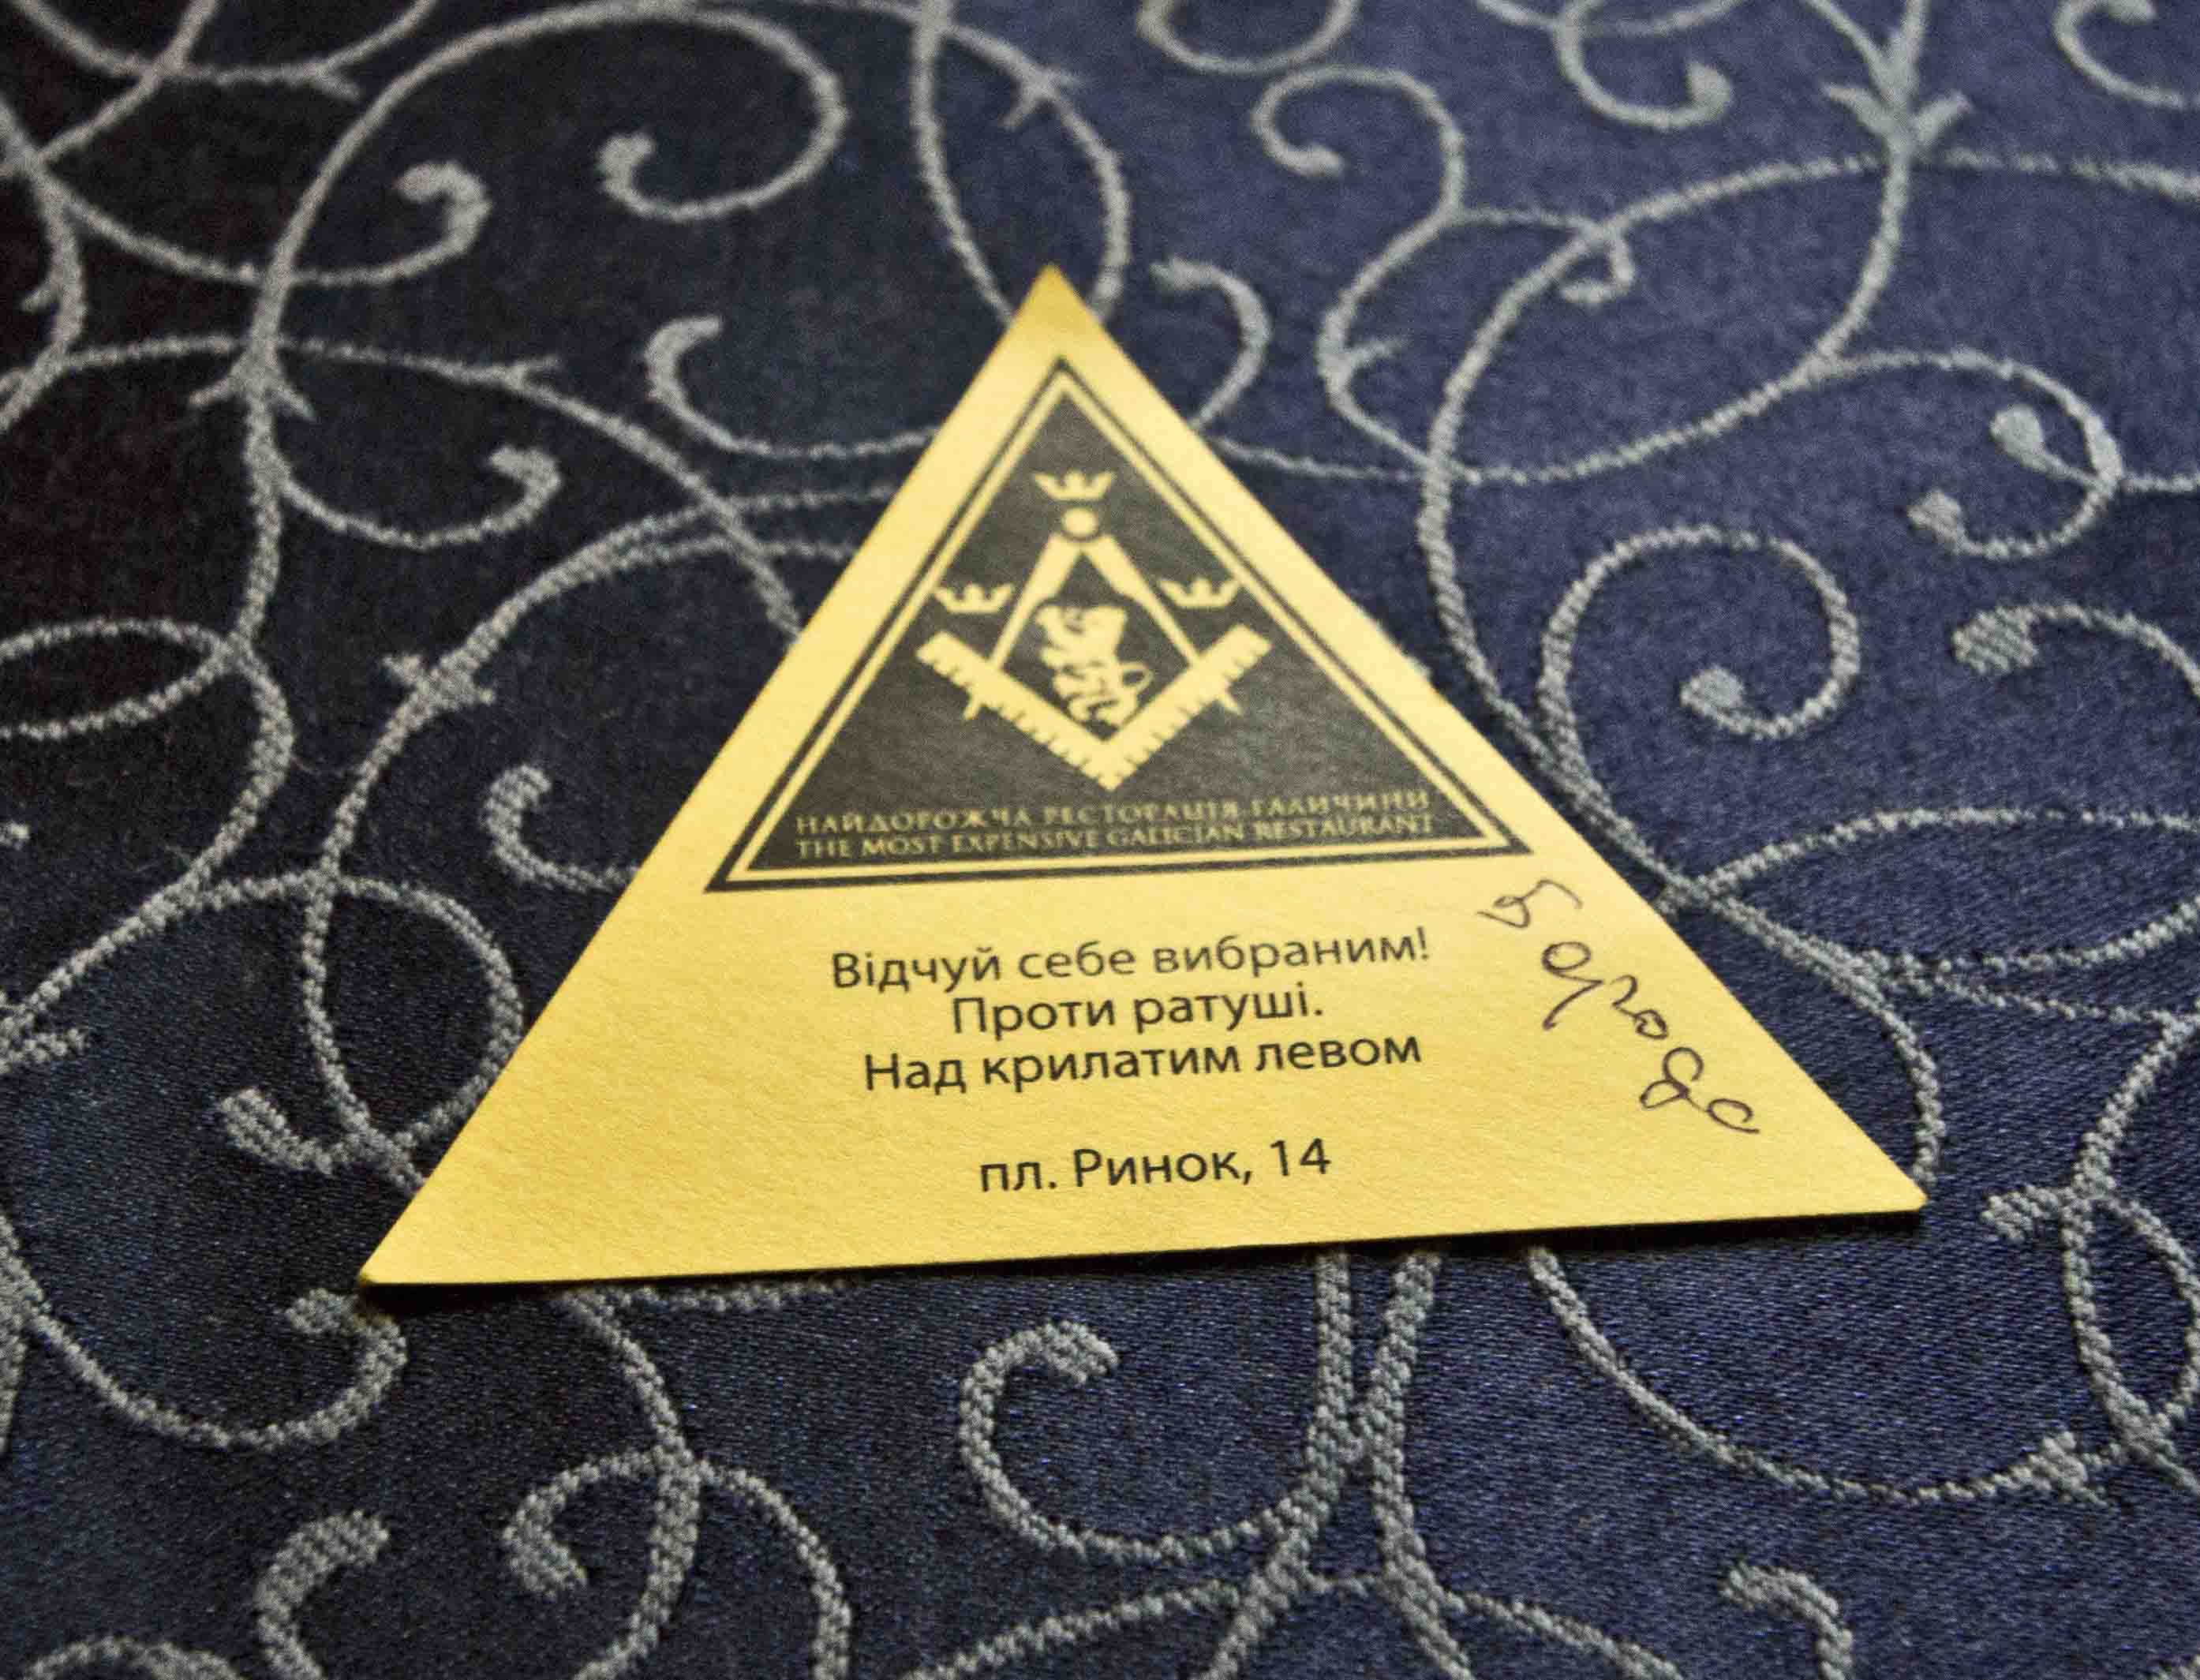 НАЙДОРОЖЧА РЕСТОРАЦІЯ ГАЛИЧИНИ
THE MOST EXPENSIVE GALICIAN RESTAURANT
Відчуй себе вибраним!
Проти ратуші.
Над крилатим левом
пл. Ринок, 14